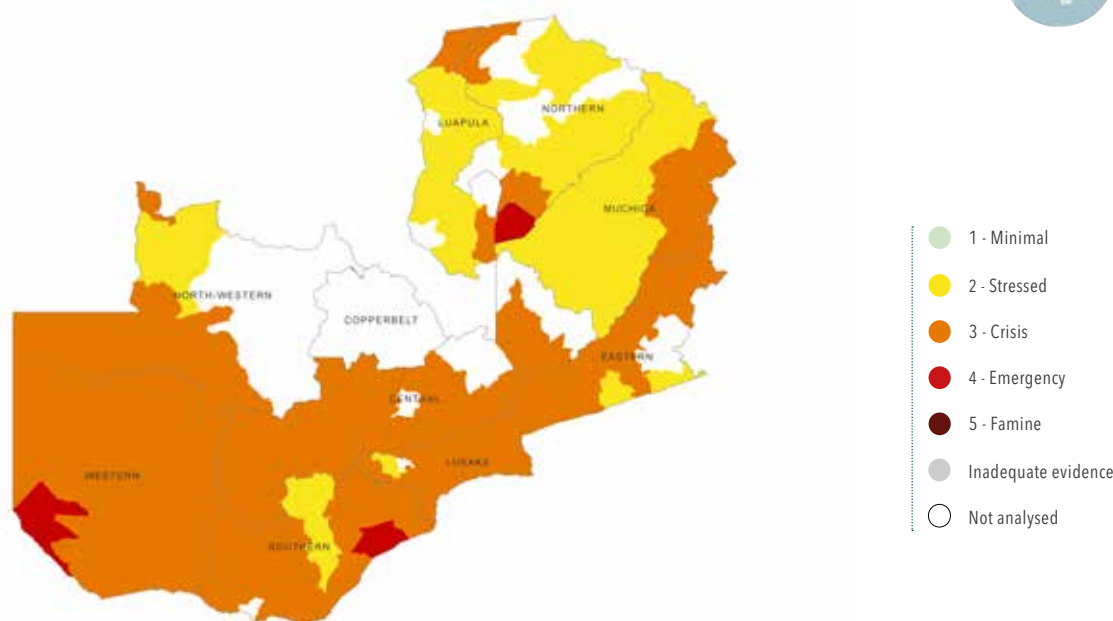 NORTHERN
LUAPULA
MUCHIGA
NORTH-WESTERN
COPPERBELT
EASTERN
CENTRAL
LUSAKA
WESTERN
SOUTHERN
1 - Minimal
2 - Stressed
3 - Crisis
4 - Emergency
5 - Famine
Inadequate evidence
Not analysed